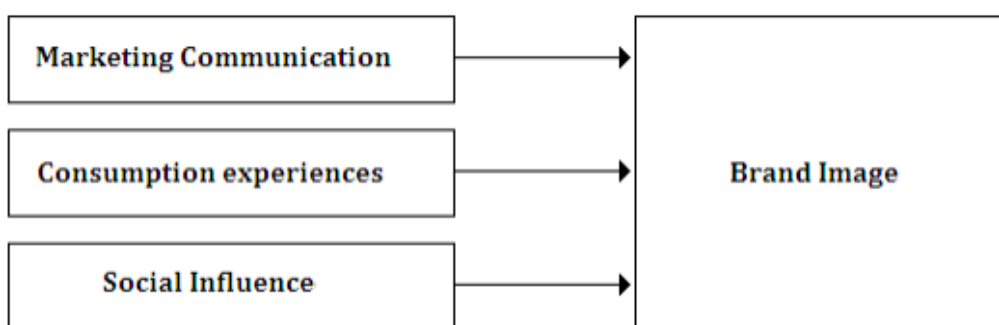 Marketing Communication
Consumption experiences
Brand Image
Social Influence